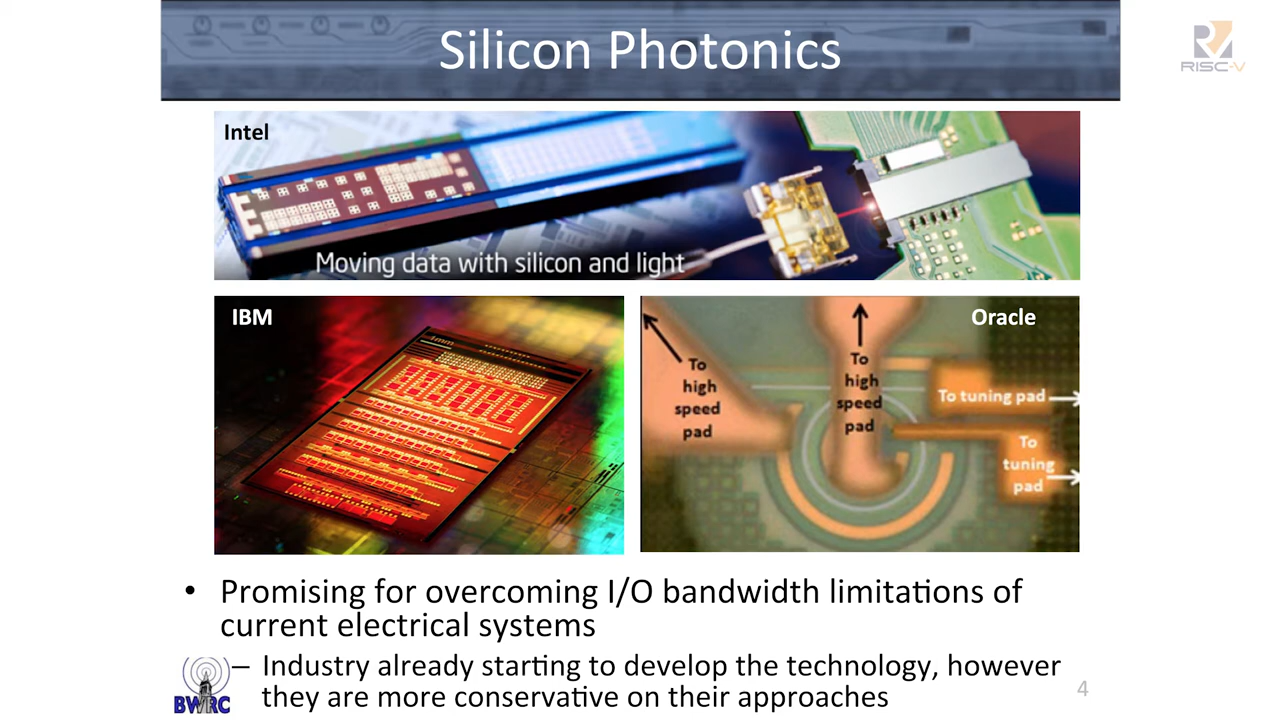 Silicon Photonics
RISC-V
Intel
Moving data with silicon and light
IBM
4mm
Oracle
To
high
speed
pad
To
high
speed
pad
To tuning pad
To
tuning
pad
• Promising for overcoming I/O bandwidth limitations of
current electrical systems
– Industry already starting to develop the technology, however
they are more conservative on their approaches
BWRC
4